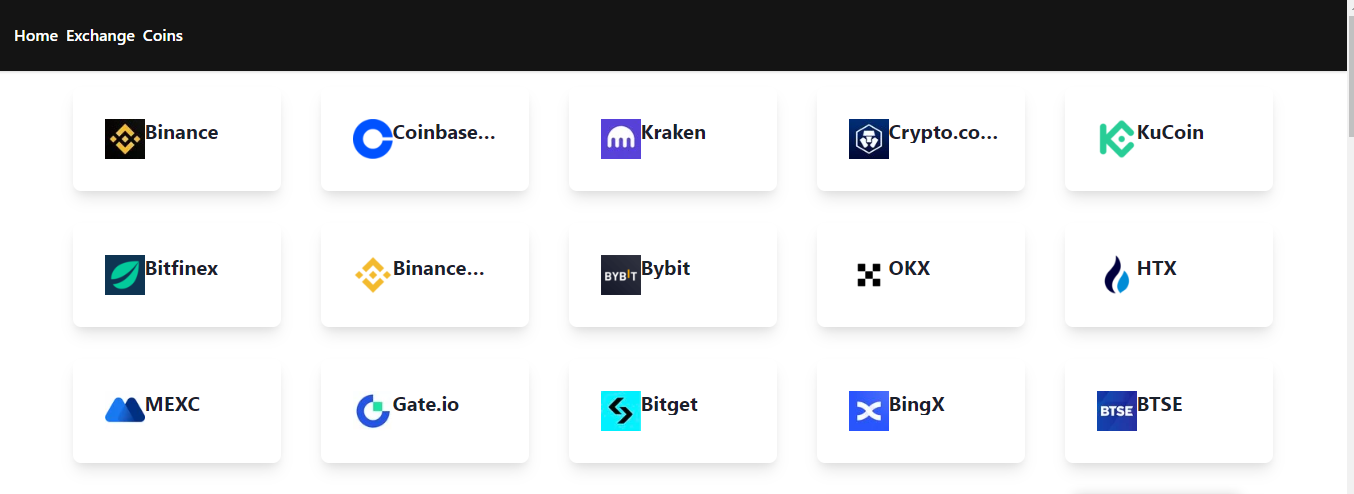 Home Exchange Coins
Binance
Coinbase...
Kraken
Crypto.co...
KuCoin
Bitfinex
Binance...
BYBIT Bybit
OKX
HTX
MEXC
Gate.io
Bitget
BingX
BTSE BTSE